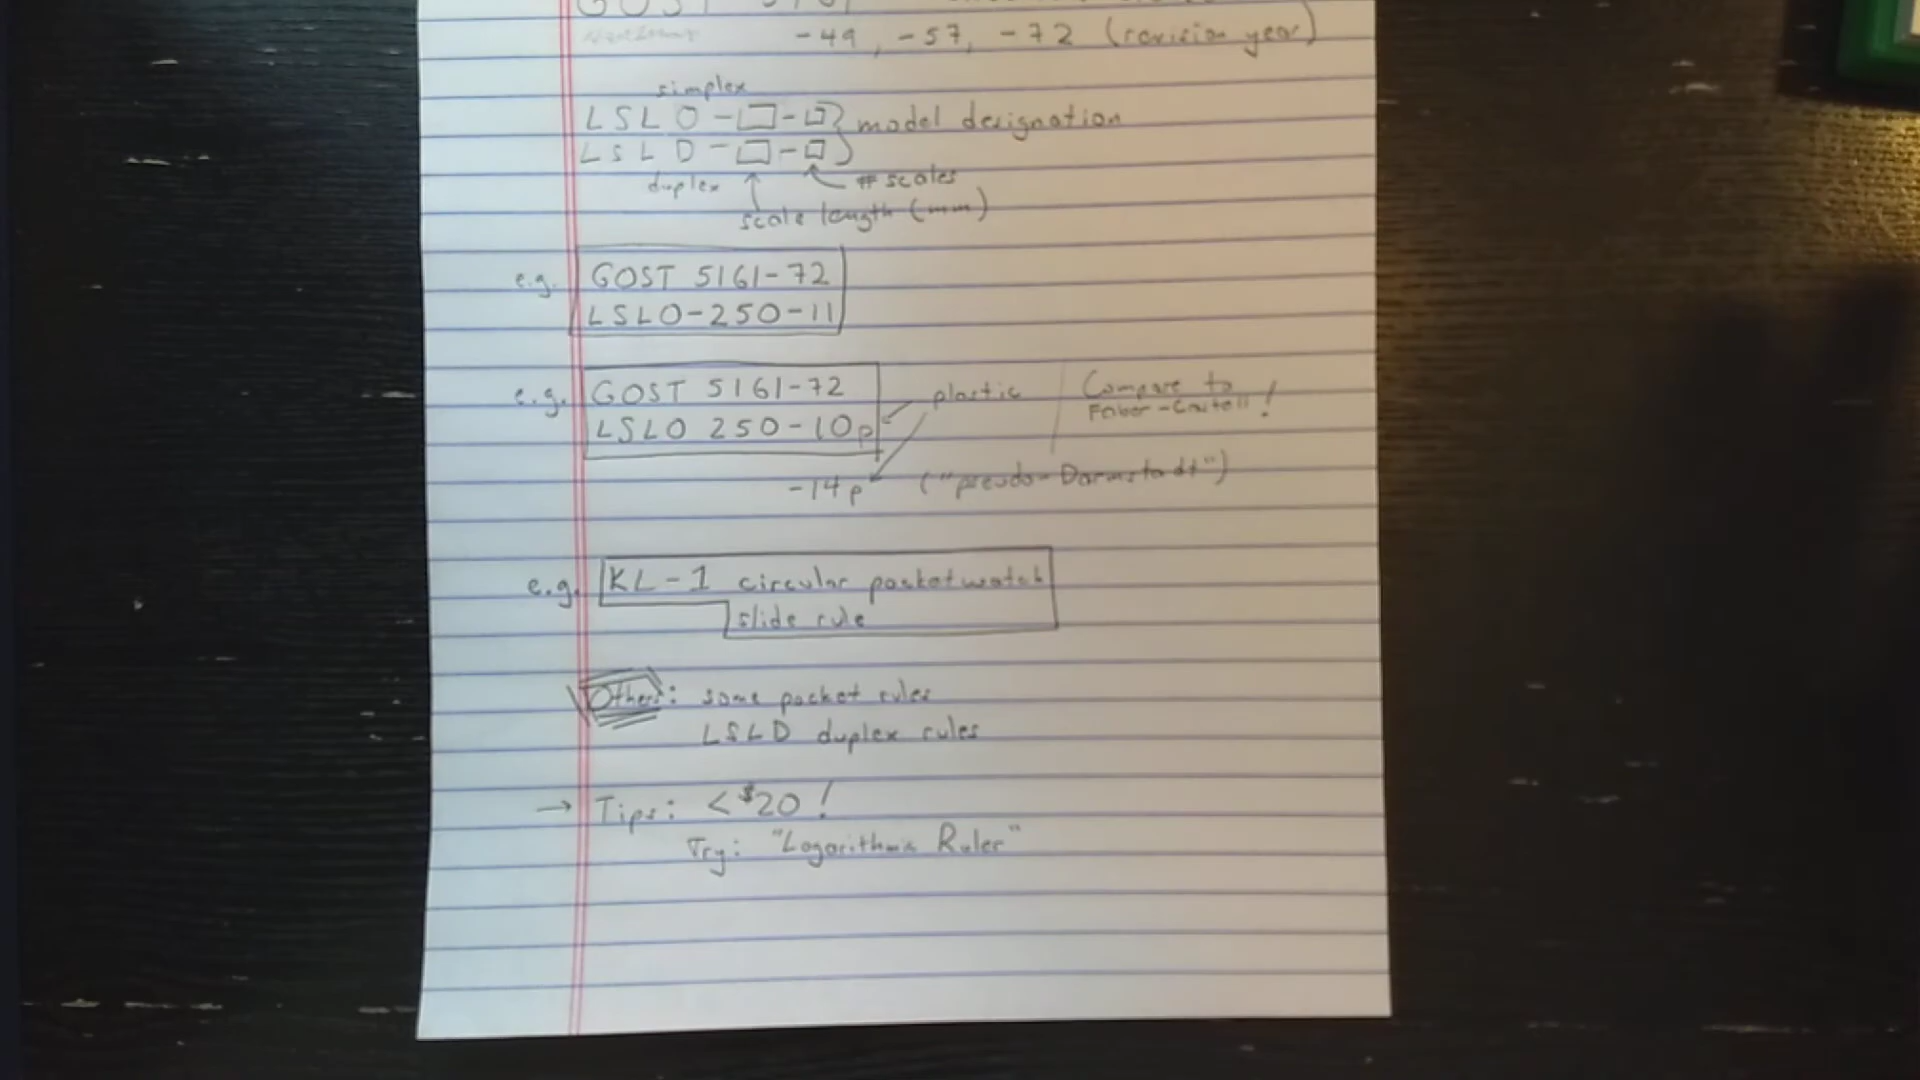 GOST 5161
-49, -57, -72 (revision year)
simplex
LSLO-□-□} model designation
LSLD-□-□
duplex # scales
scale length (mm)
e.g. GOST 5161-72
LSLO-250-11
e.g. GOST 5161-72 plastic Compare to
LSLO 250-10p Faber-Castell!
-14p ("pseudo-Darmstadt")
e.g. KL-1 circular pocketwatch
slide rule
Others: some pocket rules
LSLD duplex rules
→ Tips: <$20!
Try: "Logarithmic Ruler"